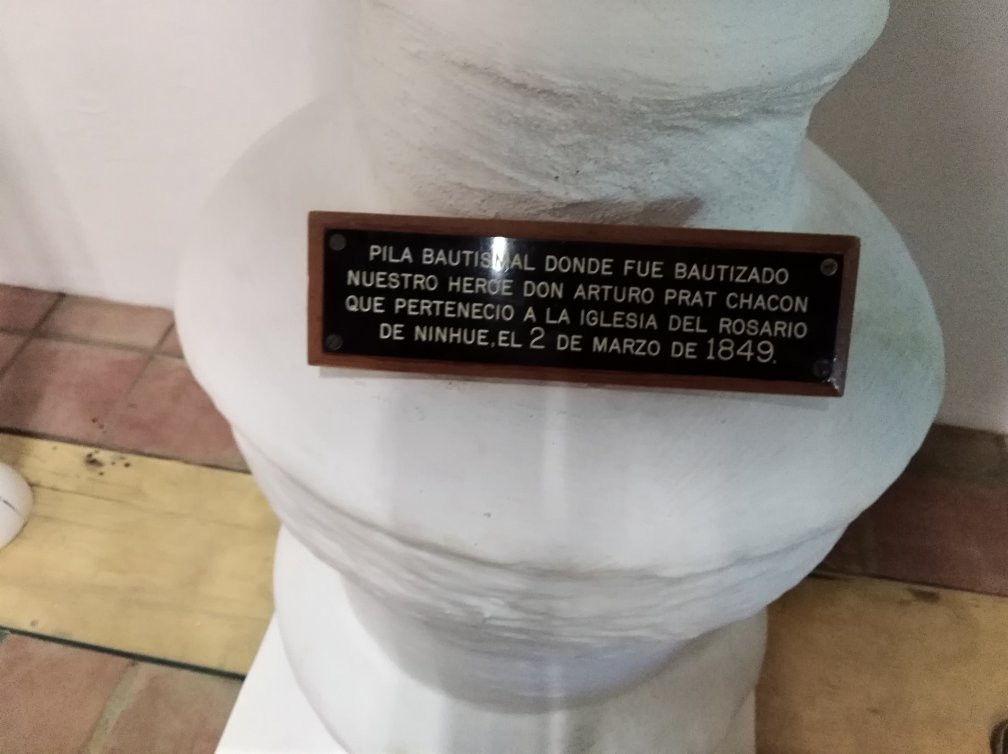 PILA BAUTISMAL DONDE FUE BAUTIZADO
NUESTRO HEROE DON ARTURO PRAT CHACON
QUE PERTENECIO A LA IGLESIA DEL ROSARIO
DE NINHUE, EL 2 DE MARZO DE 1849.